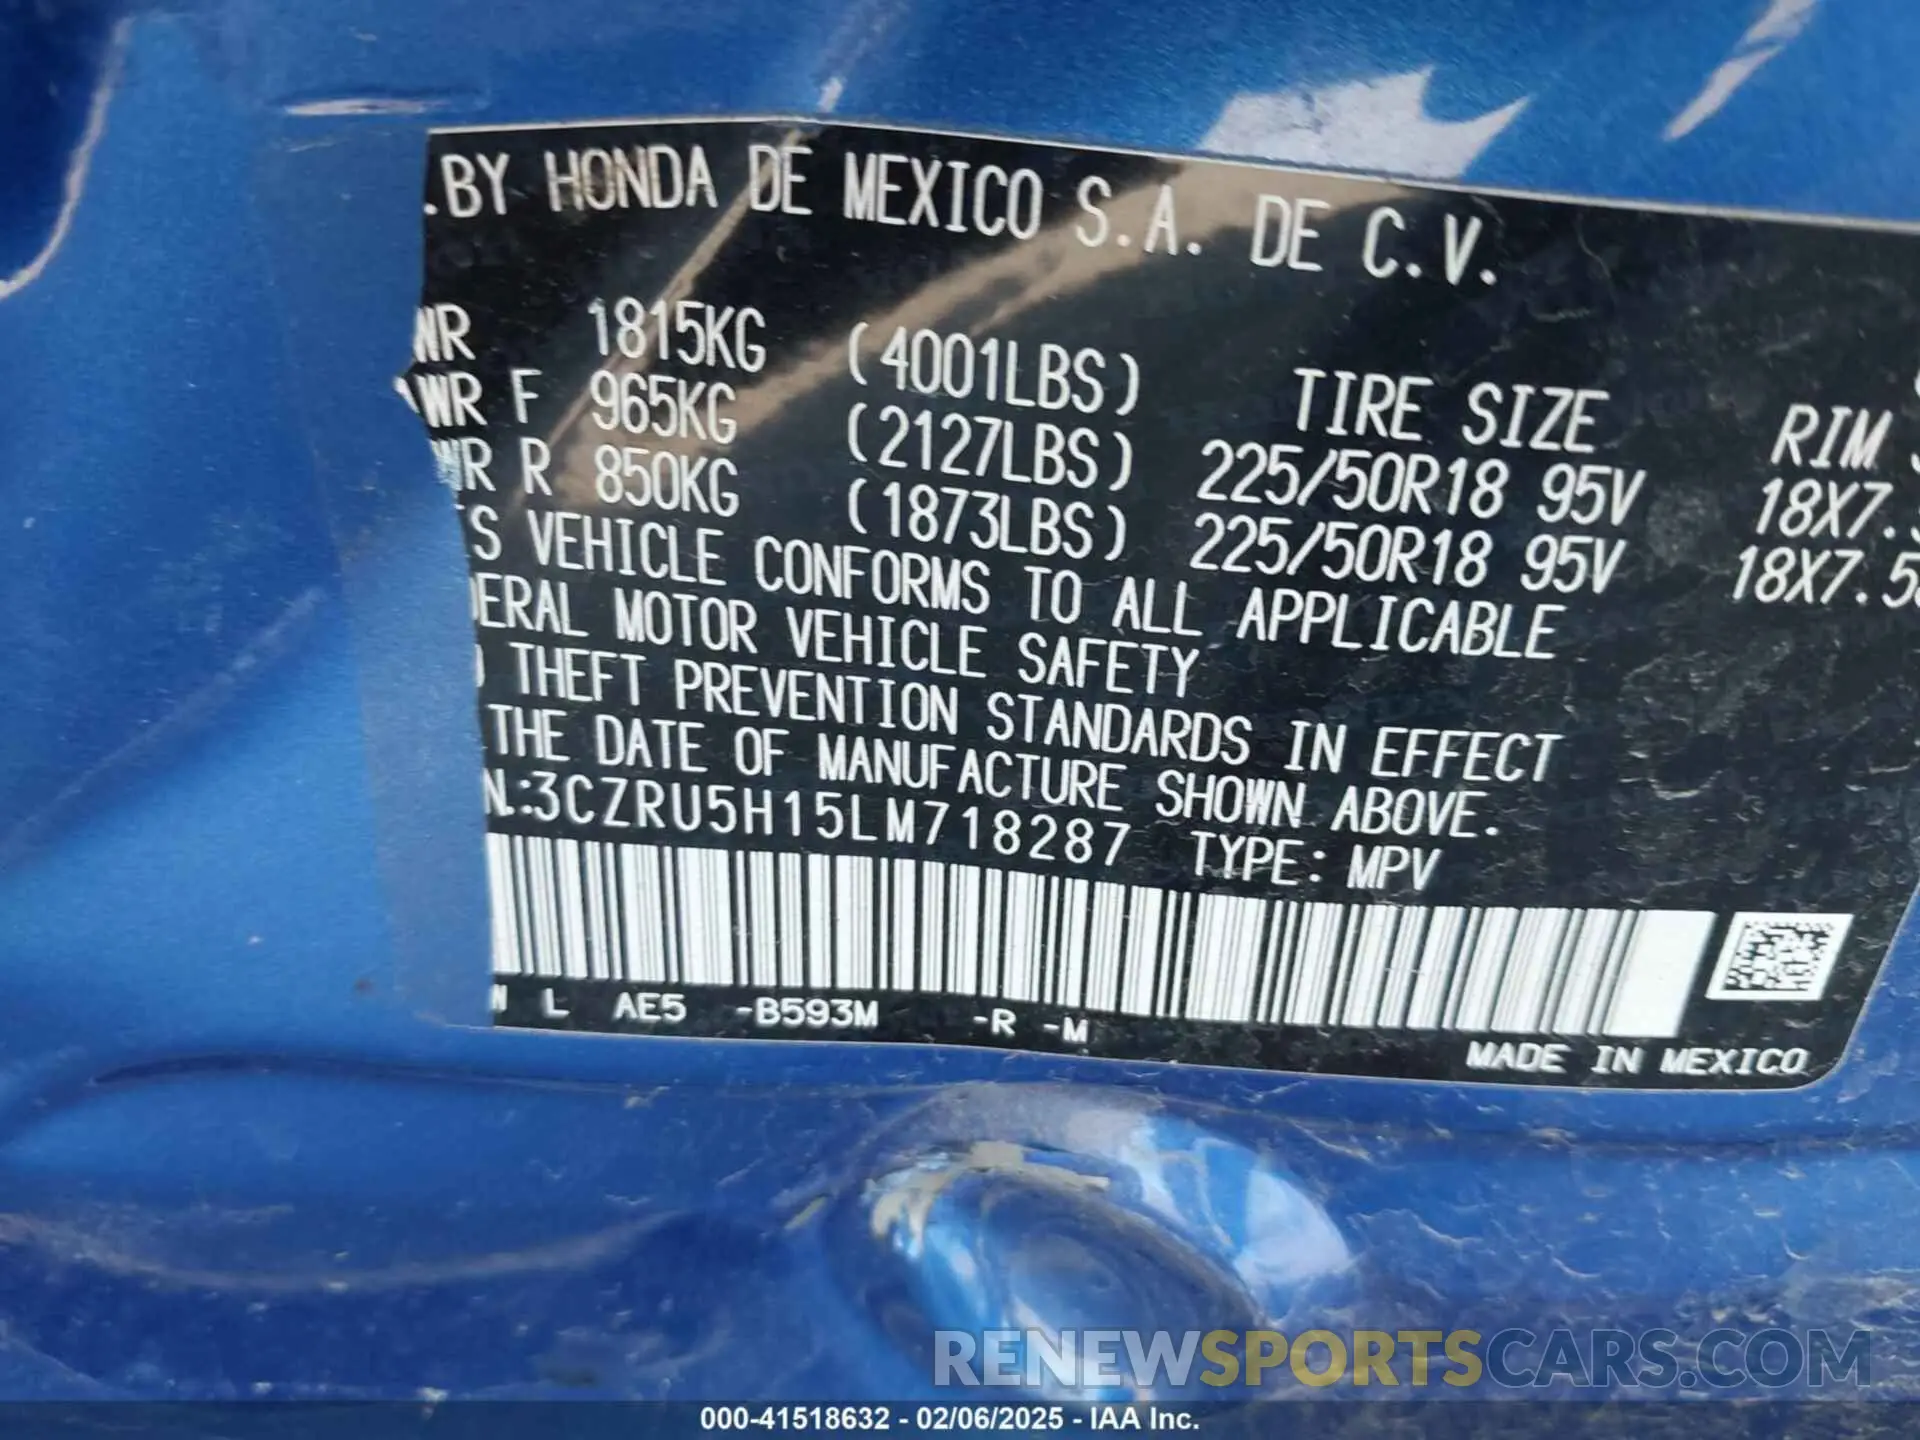 .BY HONDA DE MEXICO S.A. DE C.V.
WR 1815KG (4001LBS)
WR F 965KG (2127LBS) TIRE SIZE RIM
WR R 850KG (1873LBS) 225/50R18 95V 18X7.
S VEHICLE CONFORMS TO ALL APPLICABLE 225/50R18 95V 18X7.5
ERAL MOTOR VEHICLE SAFETY
THEFT PREVENTION STANDARDS IN EFFECT
THE DATE OF MANUFACTURE SHOWN ABOVE.
N.:3CZRU5H15LM718287 TYPE: MPV
L AE5 -B593M -R -M
MADE IN MEXICO
RENEWSPORTSCARS.COM
000-41518632 - 02/06/2025 - IAA Inc.